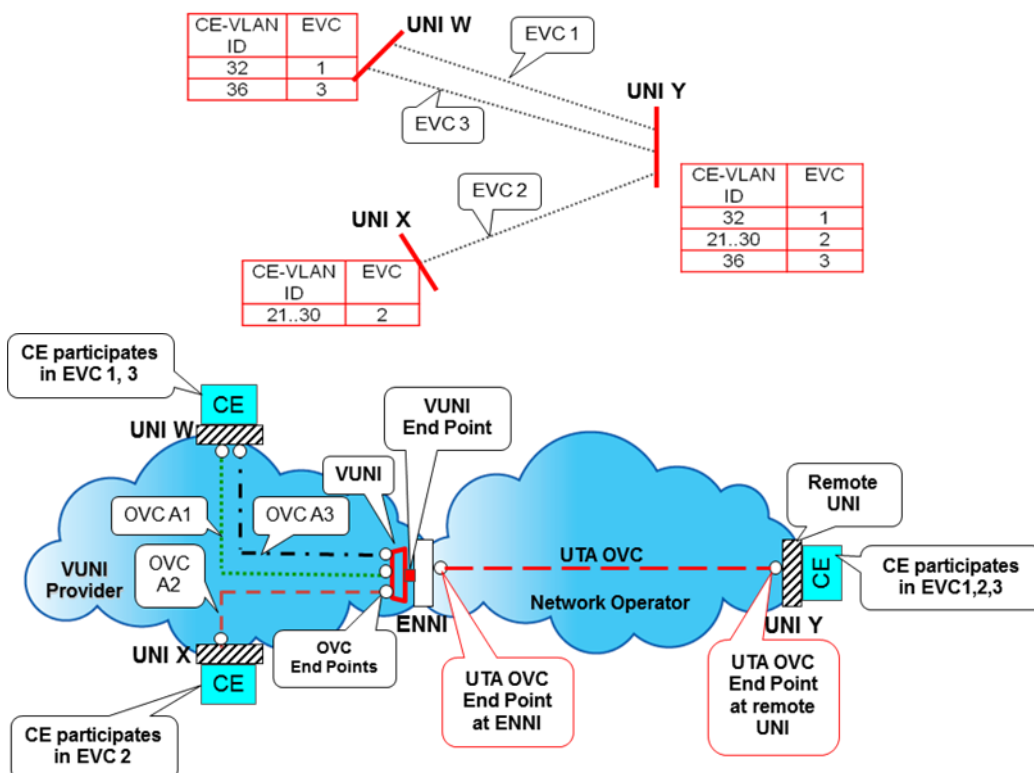 UNI W
CE-VLAN ID EVC
32 1
36 3
EVC 1
EVC 3
UNI Y
CE-VLAN ID EVC
32 1
21..30 2
36 3
EVC 2
UNI X
CE-VLAN ID EVC
21..30 2
CE participates
in EVC 1, 3
CE
UNI W
VUNI
End Point
VUNI
Remote
UNI
OVC A1
OVC A3
OVC
A2
VUNI
Provider
UTA OVC
CE
CE participates
in EVC1,2,3
Network Operator
ENNI
UNI Y
UNI X
OVC
End Points
CE
UTA OVC
End Point
at ENNI
UTA OVC
End Point
at remote
UNI
CE participates
in EVC 2